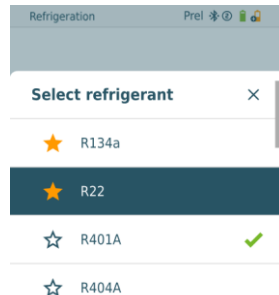 Refrigeration Prel
Select refrigerant
R134a
R22
R401A
R404A